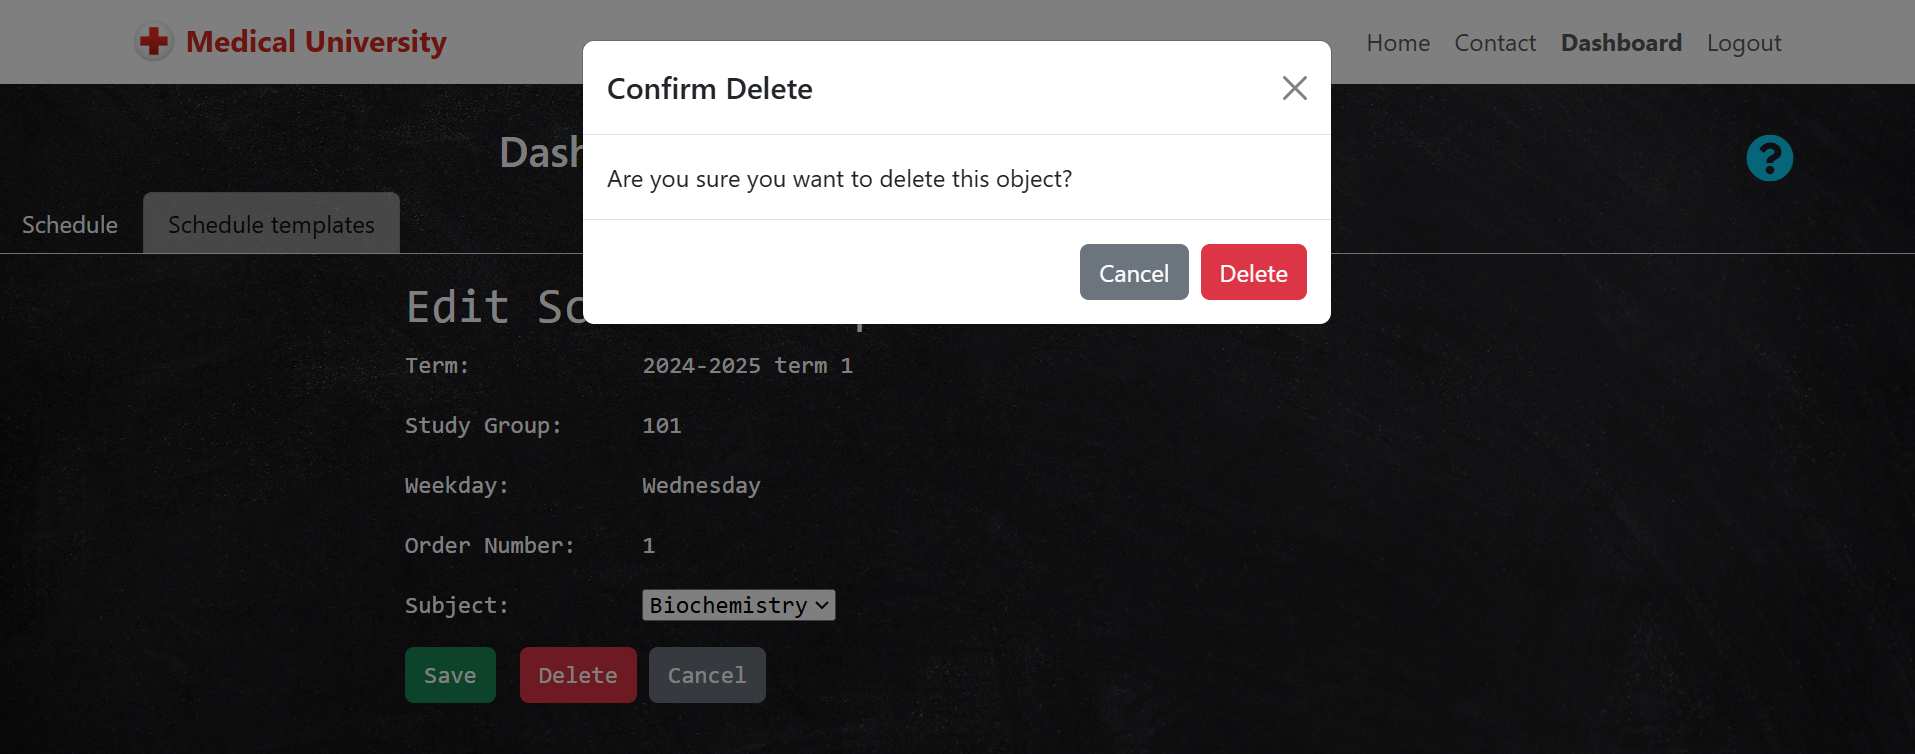 Medical University
Home Contact Dashboard Logout
Confirm Delete
Are you sure you want to delete this object?
Cancel Delete
Schedule Schedule templates
Edit
Term: 2024-2025 term 1
Study Group: 101
Weekday: Wednesday
Order Number: 1
Subject: Biochemistry
Save Delete Cancel